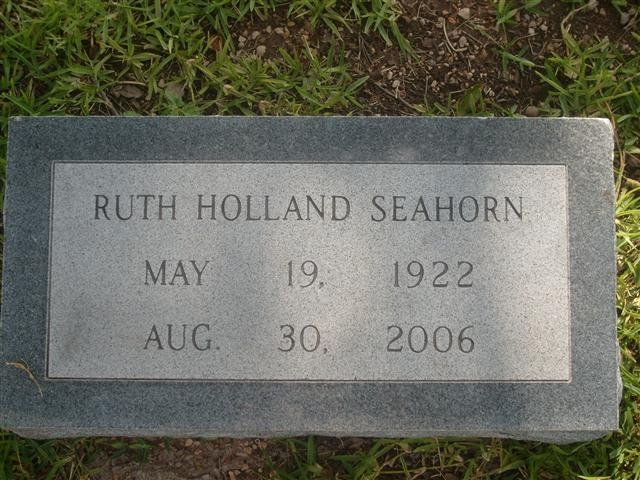 RUTH HOLLAND SEAHORN
MAY 19, 1922
AUG. 30, 2006